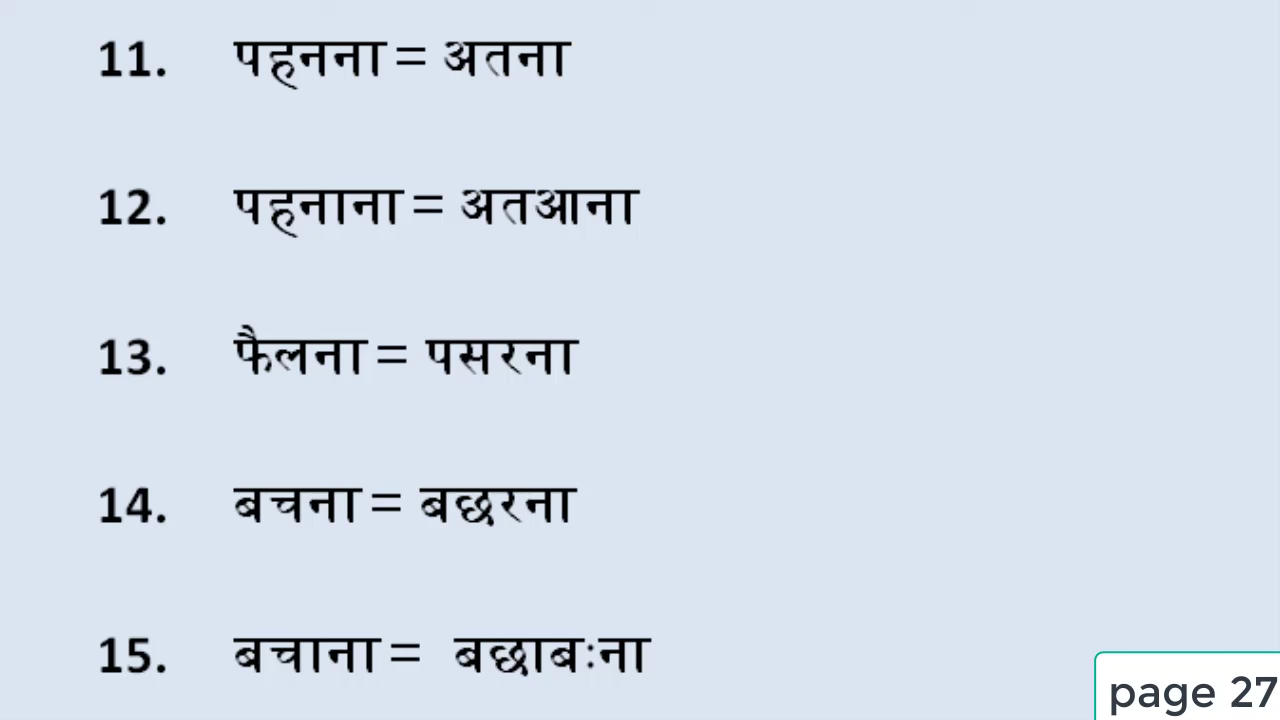 11. पहनना = अतना
12. पहनाना = अतआना
13. फैलना = पसरना
14. बचना = बछरना
15. बचाना = बछाबःना
page 27